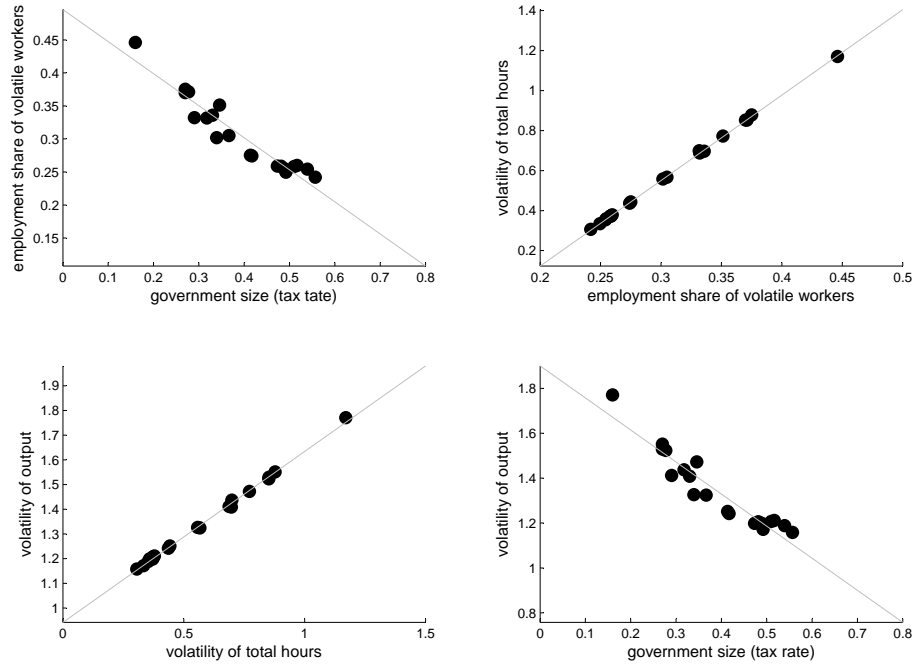 0.45
0.4
0.35
0.3
0.25
0.2
0.15
employment share of volatile workers
0 0.1 0.2 0.3 0.4 0.5 0.6 0.7 0.8
government size (tax tate)
1.4
1.2
1
0.8
0.6
0.4
0.2
volatility of total hours
0.2 0.25 0.3 0.35 0.4 0.45 0.5
employment share of volatile workers
1.9
1.8
1.7
1.6
1.5
1.4
1.3
1.2
1.1
1
volatility of output
0 0.5 1 1.5
volatility of total hours
1.8
1.6
1.4
1.2
1
0.8
volatility of output
0 0.1 0.2 0.3 0.4 0.5 0.6 0.7 0.8
government size (tax rate)